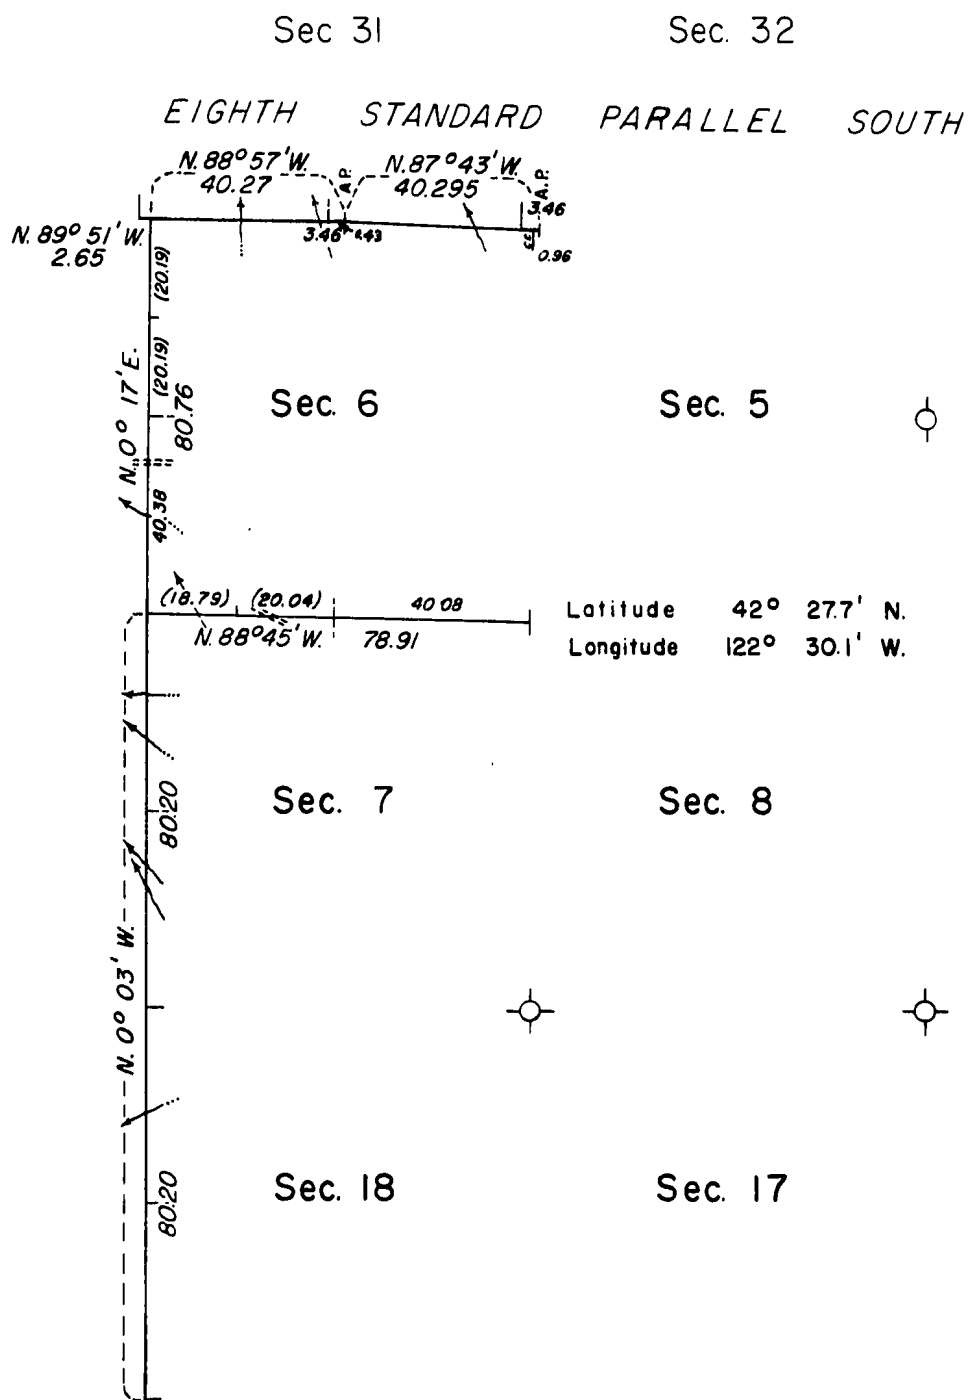 Sec 31 Sec. 32
EIGHTH STANDARD PARALLEL SOUTH
N. 88° 57' W. A.P. N. 87° 43' W. A.P.
40.27 40.295
3.46
N. 89° 51' W. 3.46
2.65 0.96
(20.19)
(20.19)
N. 0° 17' E.
80.76
Sec. 6 Sec. 5
40.38
(18.79) (20.04) 40 08 Latitude 42° 27.7' N.
N. 88° 45' W. 78.91 Longitude 122° 30.1' W.
80.20
Sec. 7 Sec. 8
N. 0° 03' W.
80.20
Sec. 18 Sec. 17